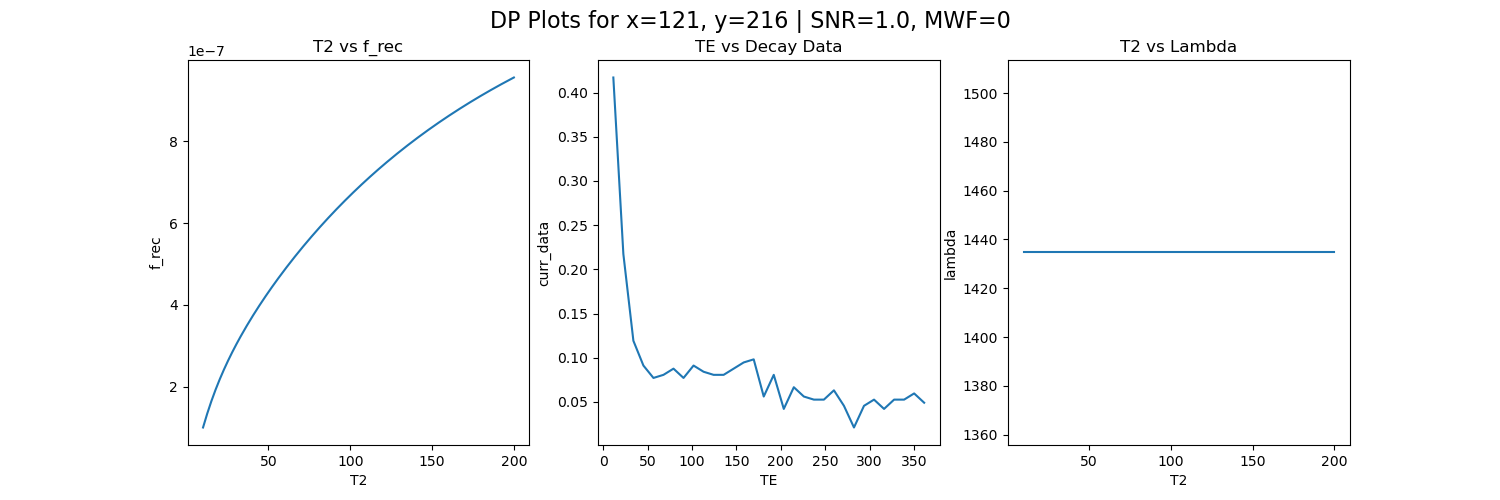 DP Plots for x=121, y=216 | SNR=1.0, MWF=0
T2 vs f_rec
1e−7
8
6
4
2
f_rec
50 100 150 200
T2
TE vs Decay Data
0.40
0.35
0.30
0.25
0.20
0.15
0.10
0.05
curr_data
0 50 100 150 200 250 300 350
TE
T2 vs Lambda
1500
1480
1460
1440
1420
1400
1380
1360
lambda
50 100 150 200
T2